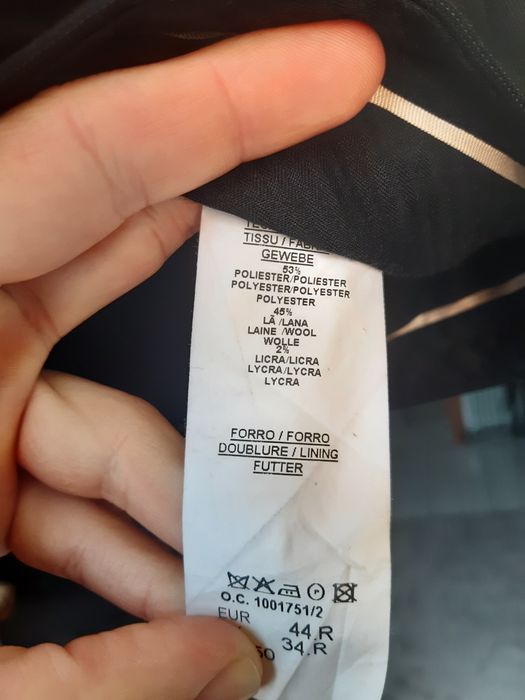 TISSU / FABRIC
GEWEBE
53%
POLIESTER/POLIESTER
POLYESTER/POLYESTER
POLYESTER
45%
LÃ /LANA
LAINE /WOOL
WOLLE
2%
LICRA/LICRA
LYCRA/LYCRA
LYCRA
FORRO / FORRO
DOUBLURE / LINING
FUTTER
P
O.C. 1001751/2
EUR 44.R
34.R